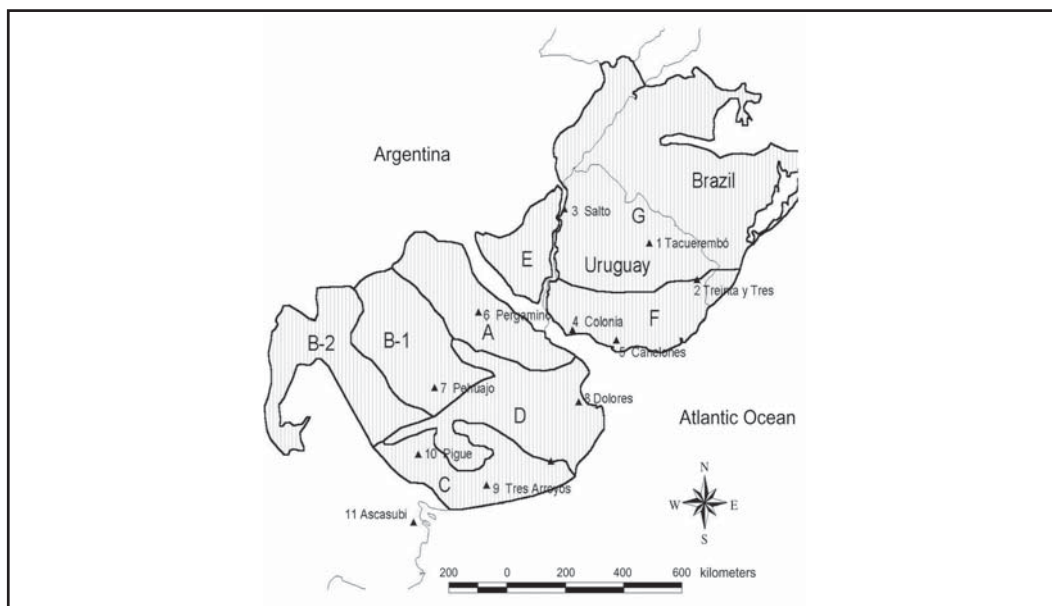 Argentina
Brazil
3 Salto
G
1 Tacuerembó
E
Uruguay
2 Treinta y Tres
F
6 Pergamino
4 Colonia
A
5 Canelones
B-2
B-1
7 Pehuajo
8 Dolores
D
Atlantic Ocean
10 Pigue
C
9 Tres Arroyos
N
W
E
S
11 Ascasubi
200 0 200 400 600 kilometers